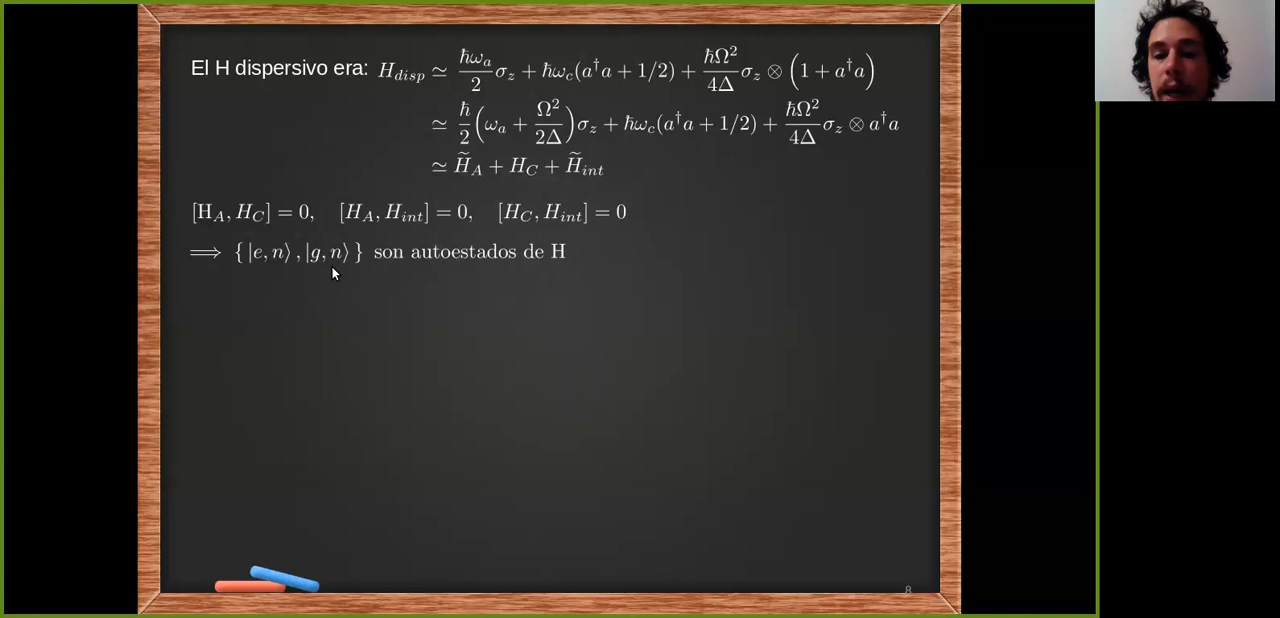 El H dispersivo era: $H_{disp} \simeq \frac{\hbar\omega_a}{2}\sigma_z + \hbar\omega_c(a^\dagger a + 1/2) + \frac{\hbar\Omega^2}{4\Delta}\sigma_z \otimes \left(1 + a^\dagger a\right)$
$\simeq \frac{\hbar}{2}\left(\omega_a + \frac{\Omega^2}{2\Delta}\right)\sigma_z + \hbar\omega_c(a^\dagger a + 1/2) + \frac{\hbar\Omega^2}{4\Delta}\sigma_z \otimes a^\dagger a$
$\simeq \widetilde{H}_A + H_C + \widetilde{H}_{int}$
$[\mathrm{H}_A, H_C] = 0, \quad [H_A, H_{int}] = 0, \quad [H_C, H_{int}] = 0$
$\Longrightarrow \{\, |e, n\rangle, |g, n\rangle \,\}$ son autoestados de H
8